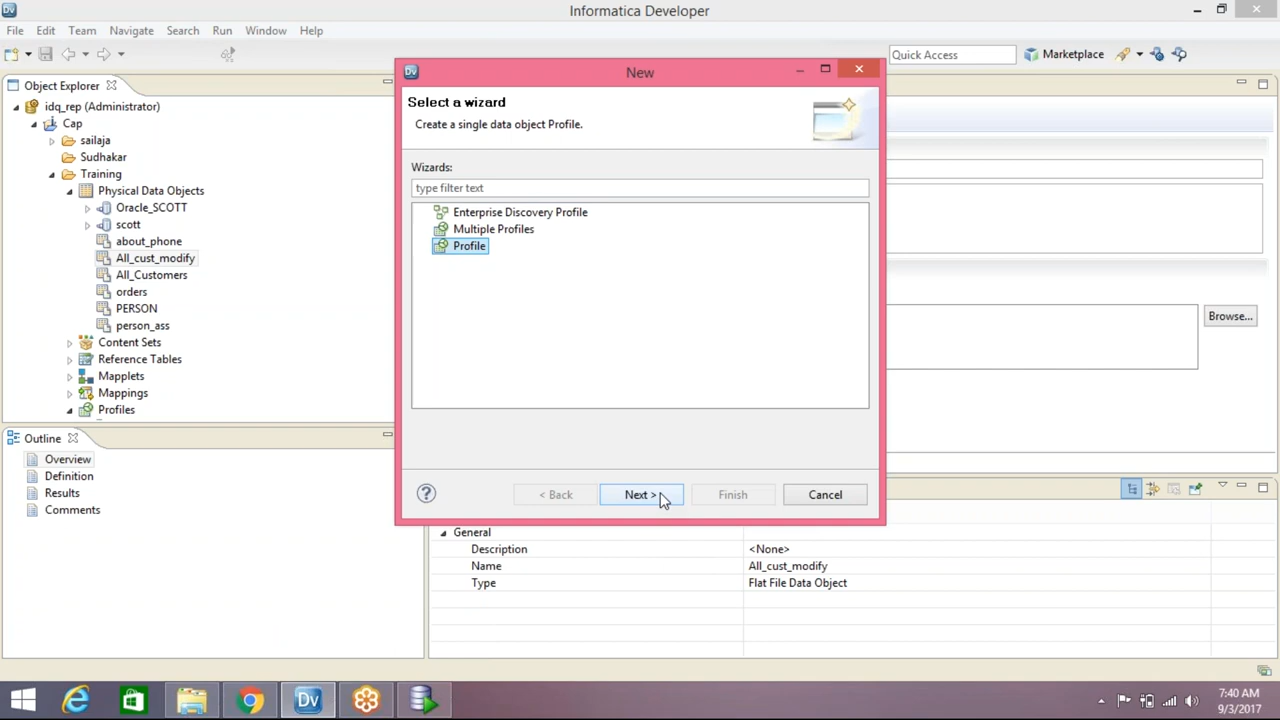 Dv
Informatica Developer
File Edit Team Navigate Search Run Window Help
Quick Access
Marketplace
Object Explorer
idq_rep (Administrator)
Cap
sailaja
Sudhakar
Training
Physical Data Objects
Oracle_SCOTT
scott
about_phone
All_cust_modify
All_Customers
orders
PERSON
person_ass
Content Sets
Reference Tables
Mapplets
Mappings
Profiles
Outline
Overview
Definition
Results
Comments
Dv
New
Select a wizard
Create a single data object Profile.
Wizards:
type filter text
Enterprise Discovery Profile
Multiple Profiles
Profile
< Back
Next >
Finish
Cancel
Browse...
General
Description <None>
Name All_cust_modify
Type Flat File Data Object
Dv
7:40 AM
9/3/2017